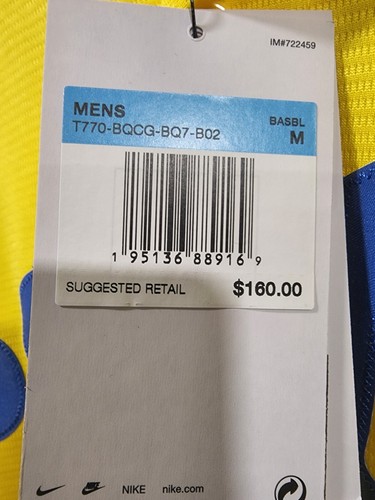 IM#722459
MENS
T770-BQCG-BQ7-B02
BASBL
M
1 95136 88916 9
SUGGESTED RETAIL $160.00
NIKE nike.com